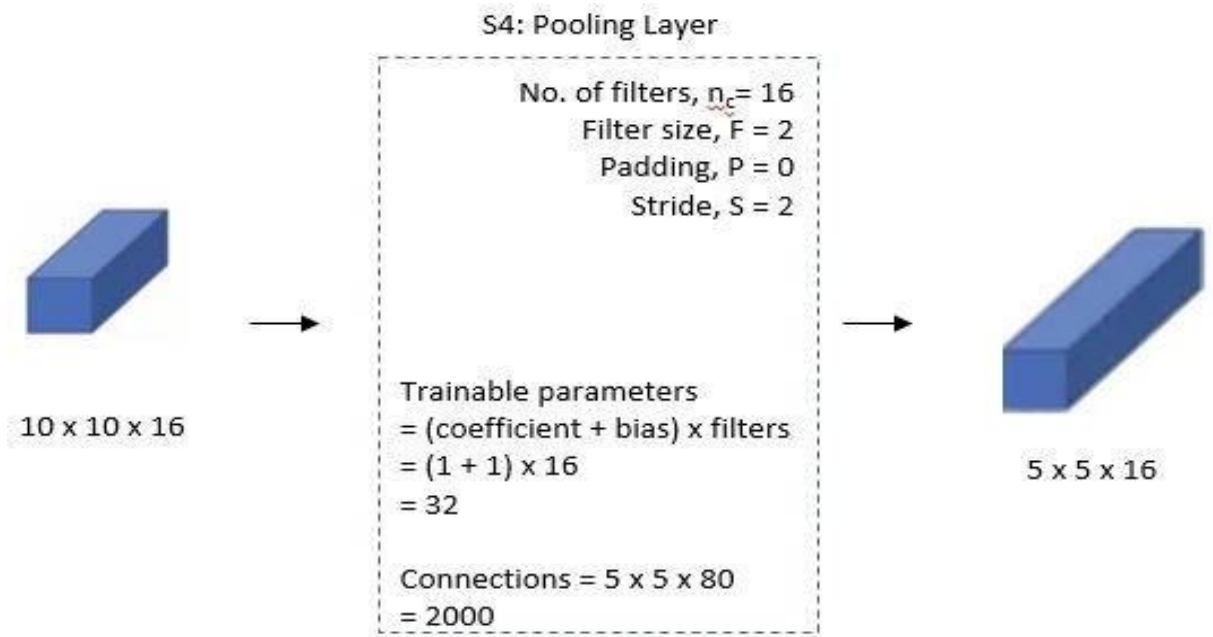 S4: Pooling Layer
No. of filters, nc= 16
Filter size, F = 2
Padding, P = 0
Stride, S = 2
10 x 10 x 16
Trainable parameters
= (coefficient + bias) x filters
= (1 + 1) x 16
= 32
Connections = 5 x 5 x 80
= 2000
5 x 5 x 16